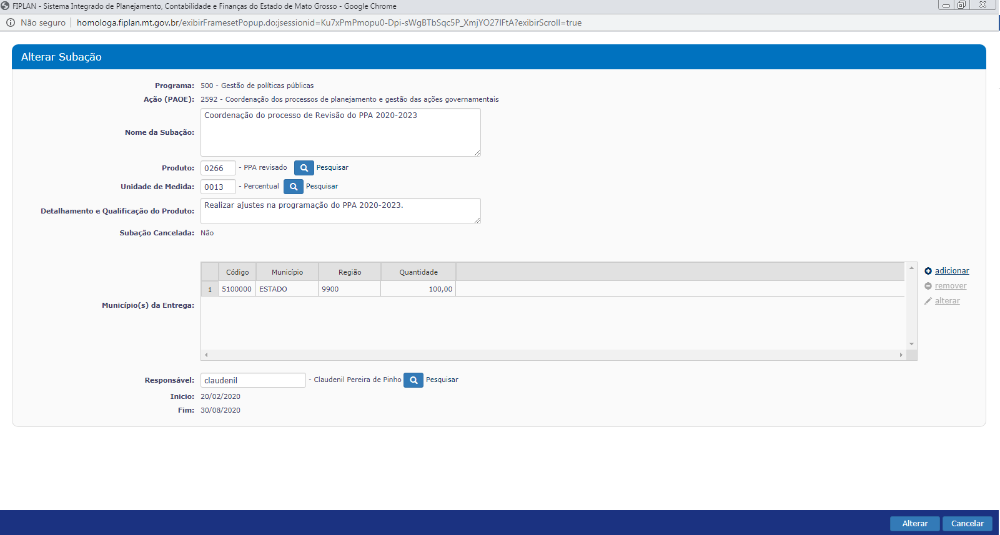 FIPLAN - Sistema Integrado de Planejamento, Contabilidade e Finanças do Estado de Mato Grosso - Google Chrome
Não seguro | homologa.fiplan.mt.gov.br/exibirFramesetPopup.do;jsessionid=Ku7xPmPmopu0-Dpi-sWgBTbSqc5P_XmjYO27IFtA?exibirScroll=true
Alterar Subação
Programa: 500 - Gestão de políticas públicas
Ação (PAOE): 2592 - Coordenação dos processos de planejamento e gestão das ações governamentais
Nome da Subação: Coordenação do processo de Revisão do PPA 2020-2023
Produto: 0266 - PPA revisado Pesquisar
Unidade de Medida: 0013 - Percentual Pesquisar
Detalhamento e Qualificação do Produto: Realizar ajustes na programação do PPA 2020-2023.
Subação Cancelada: Não
Município(s) da Entrega:
Código Município Região Quantidade
1 5100000 ESTADO 9900 100,00
adicionar
remover
alterar
Responsável: claudenil - Claudenil Pereira de Pinho Pesquisar
Inicio: 20/02/2020
Fim: 30/08/2020
Alterar Cancelar